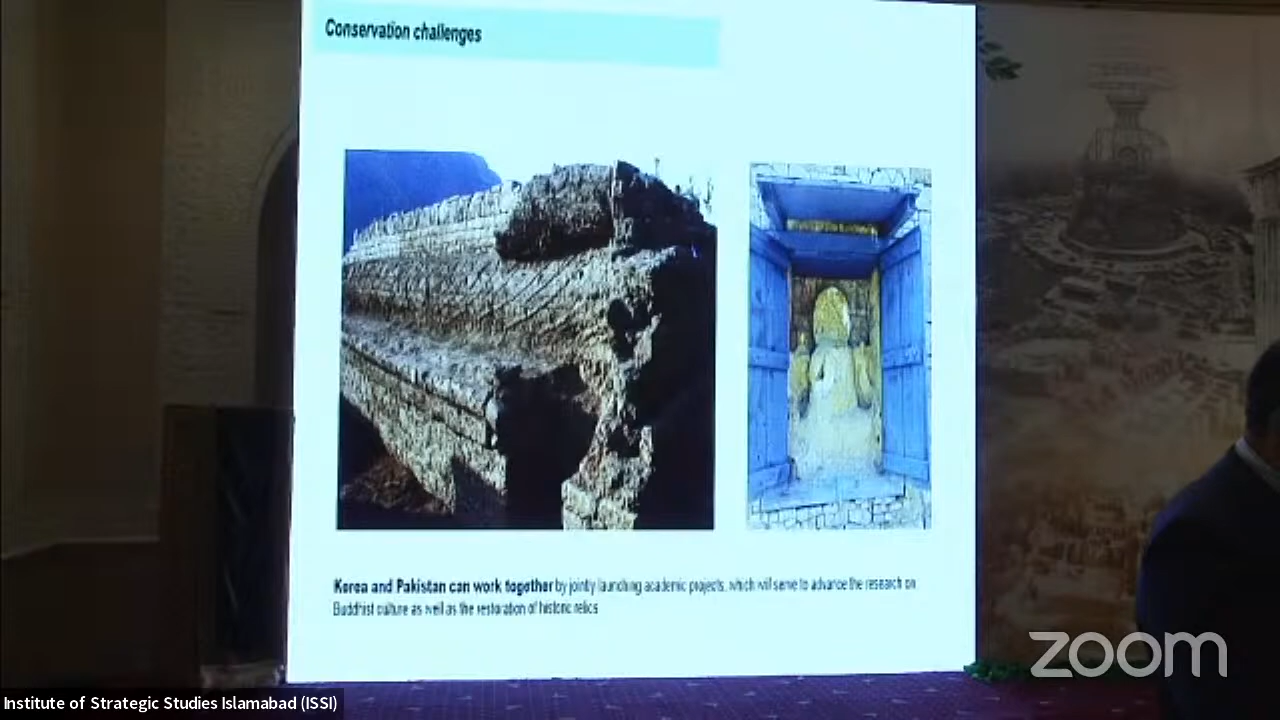 Conservation challenges
Korea and Pakistan can work together by jointly launching academic projects, which will serve to advance the research on
Buddhist culture as well as the restoration of historic relics
zoom
Institute of Strategic Studies Islamabad (ISSI)